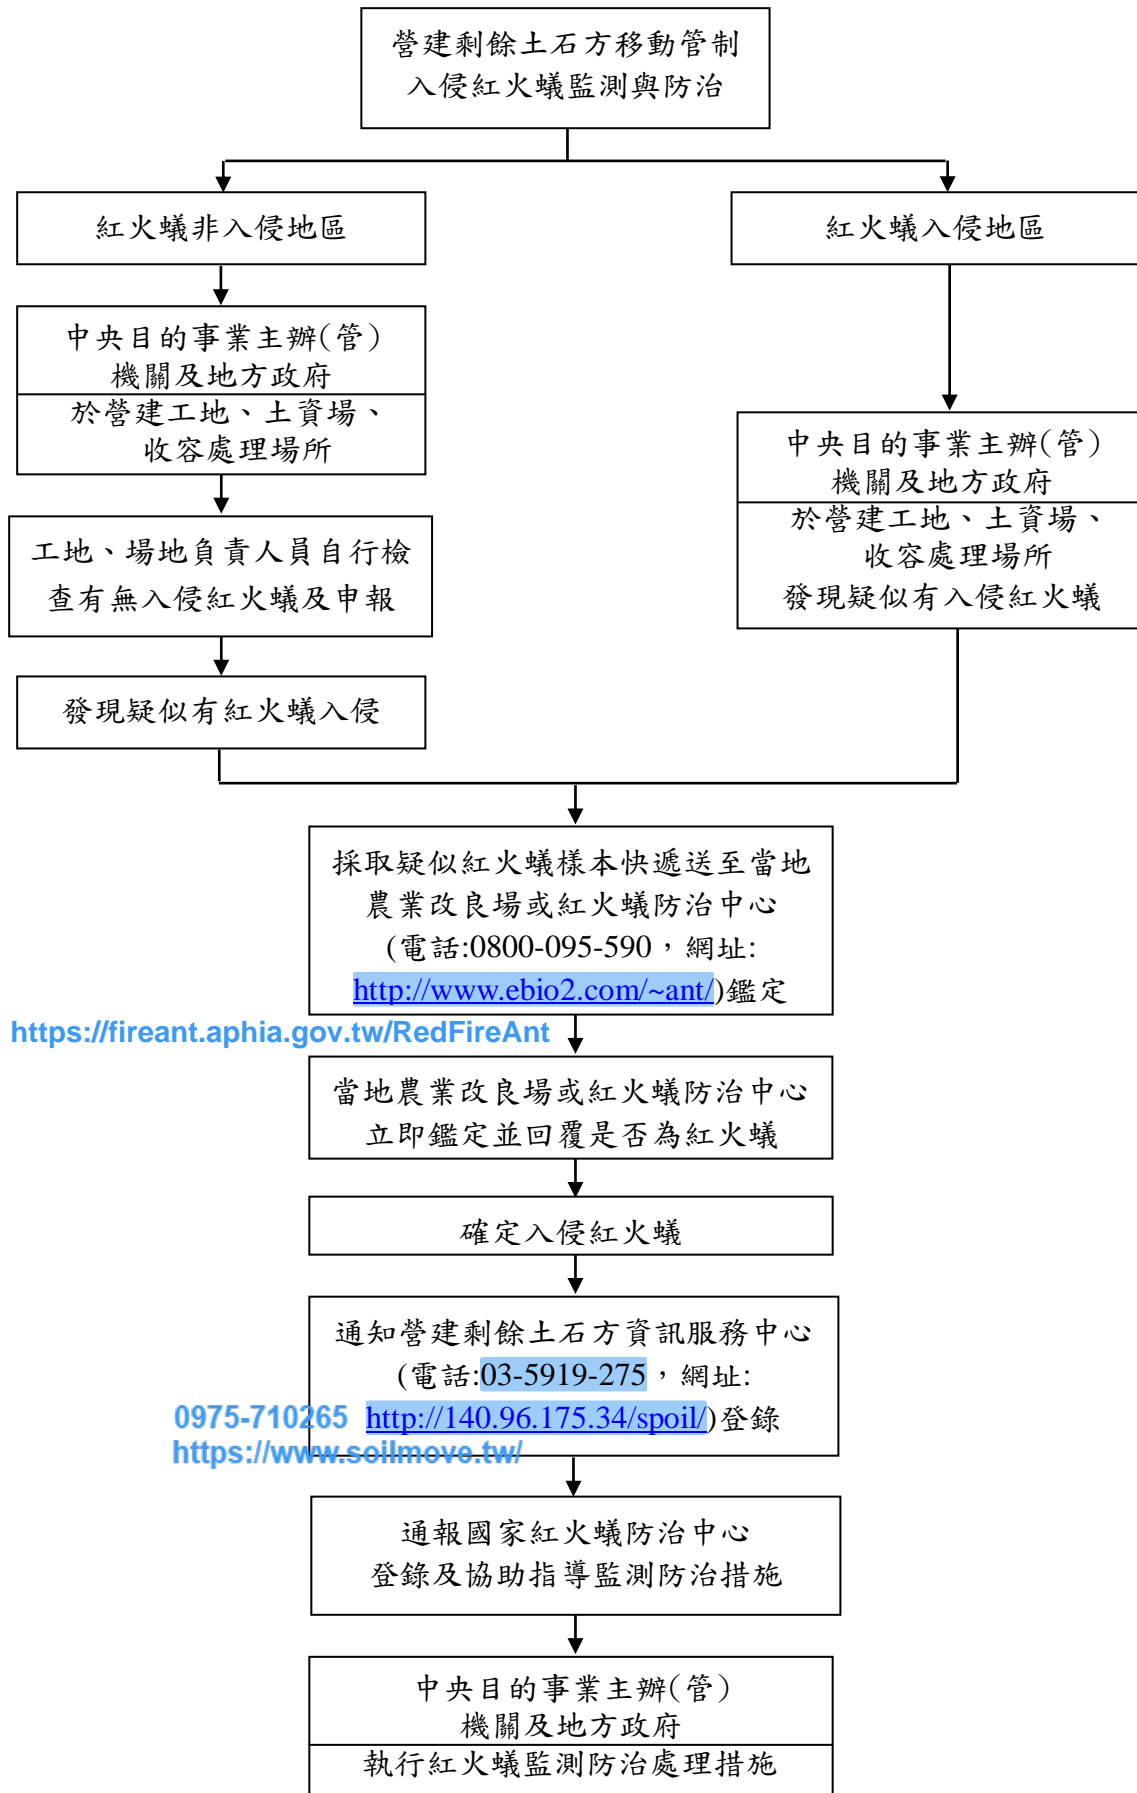 營建剩餘土石方移動管制
入侵紅火蟻監測與防治
紅火蟻非入侵地區
紅火蟻入侵地區
中央目的事業主辦(管)
機關及地方政府
於營建工地、土資場、
收容處理場所
工地、場地負責人員自行檢
查有無入侵紅火蟻及申報
發現疑似有紅火蟻入侵
中央目的事業主辦(管)
機關及地方政府
於營建工地、土資場、
收容處理場所
發現疑似有入侵紅火蟻
採取疑似紅火蟻樣本快遞送至當地
農業改良場或紅火蟻防治中心
(電話:0800-095-590，網址:
http://www.ebio2.com/~ant/)鑑定
https://fireant.aphia.gov.tw/RedFireAnt
當地農業改良場或紅火蟻防治中心
立即鑑定並回覆是否為紅火蟻
確定入侵紅火蟻
通知營建剩餘土石方資訊服務中心
(電話:03-5919-275，網址:
0975-710265 http://140.96.175.34/spoil/)登錄
https://www.soilmove.tw/
通報國家紅火蟻防治中心
登錄及協助指導監測防治措施
中央目的事業主辦(管)
機關及地方政府
執行紅火蟻監測防治處理措施